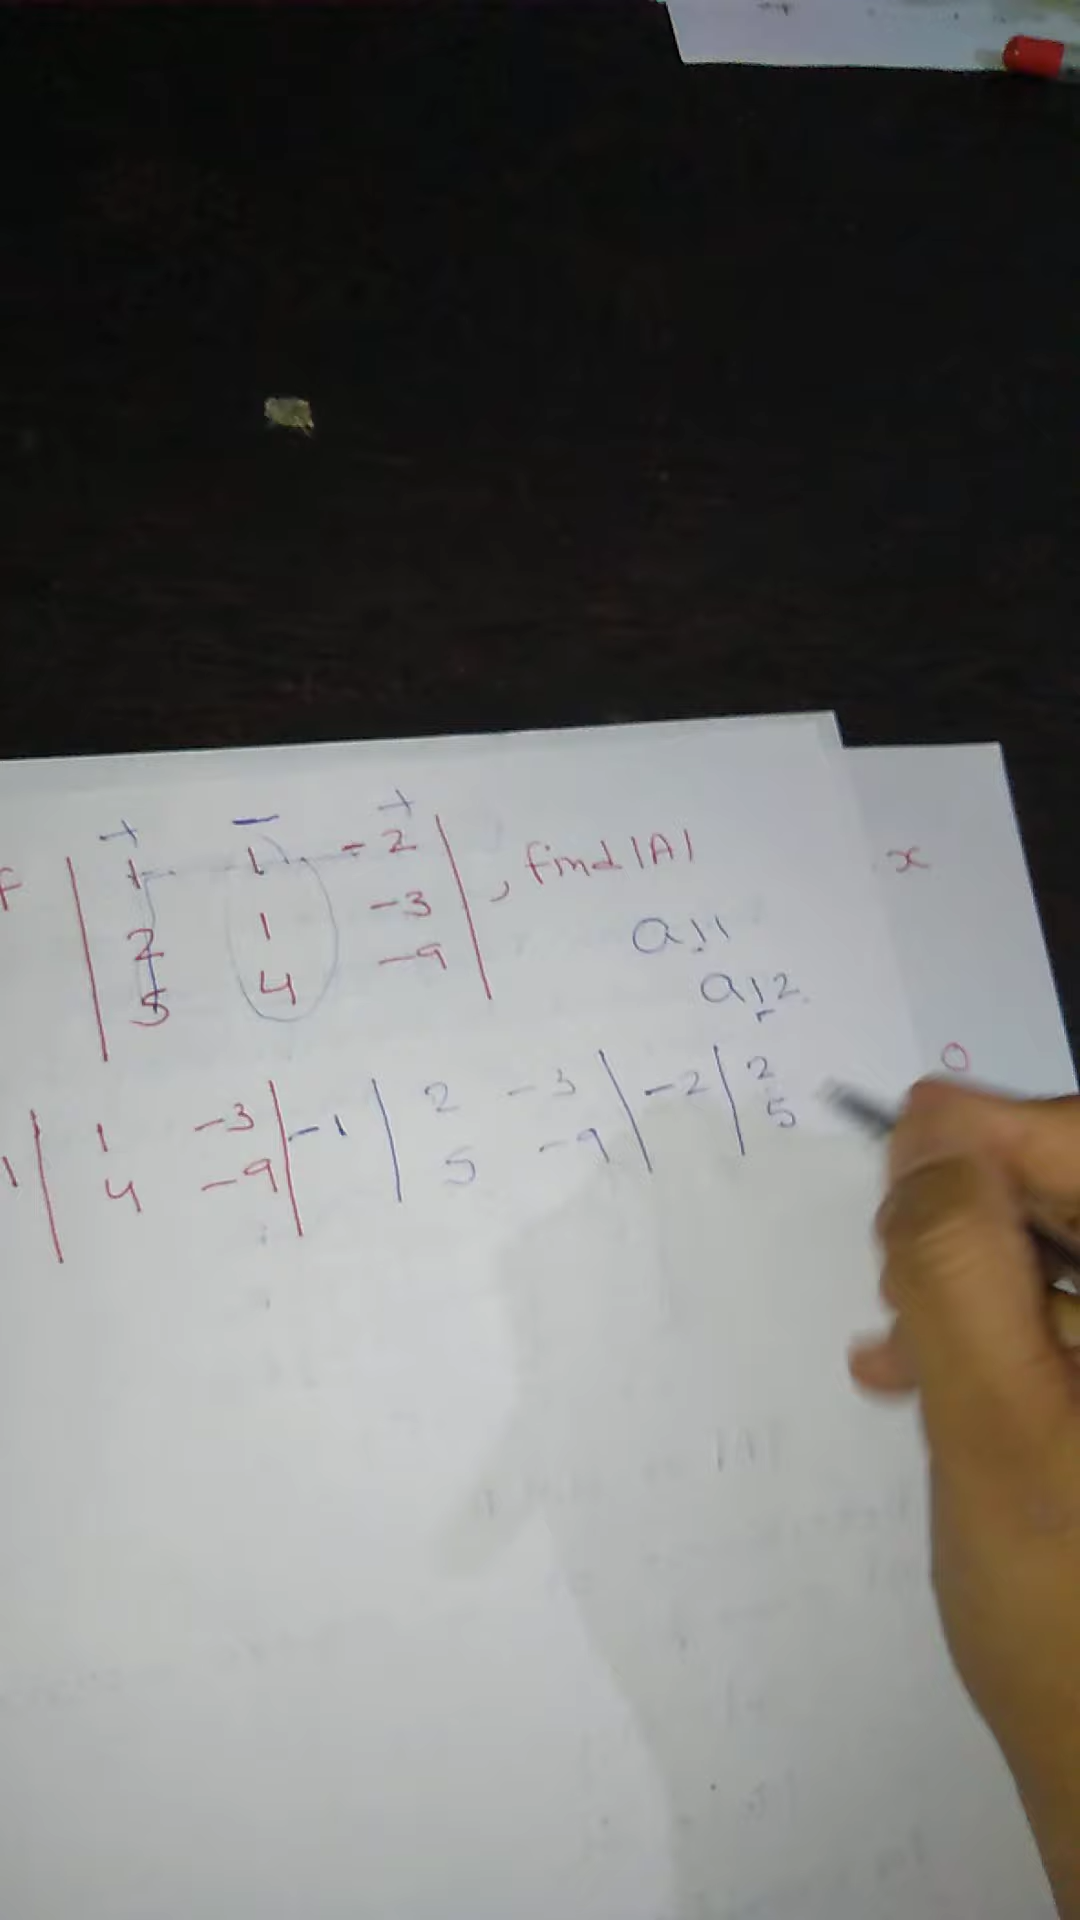 + - +
f | 1 1 -2 | , find |A| x
2 1 -3
5 4 -9
a11
a12
0
1 | 1 -3 | -1 | 2 -3 | -2 | 2
4 -9 5 -9 5